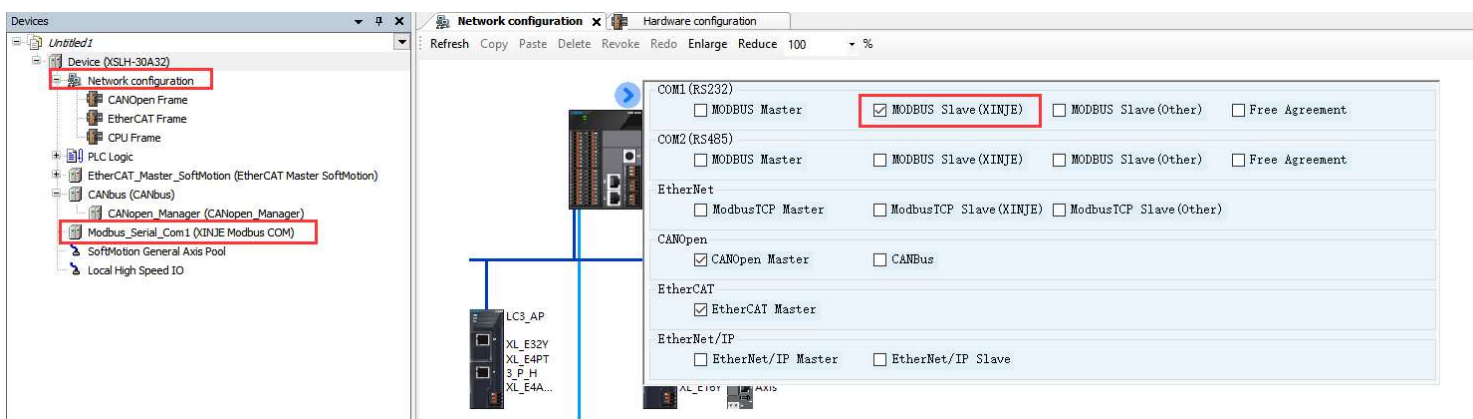 Devices
Untitled1
Device (XSLH-30A32)
Network configuration
CANOpen Frame
EtherCAT Frame
CPU Frame
PLC Logic
EtherCAT_Master_SoftMotion (EtherCAT Master SoftMotion)
CANbus (CANbus)
CANopen_Manager (CANopen_Manager)
Modbus_Serial_Com1 (XINJE Modbus COM)
SoftMotion General Axis Pool
Local High Speed IO
Network configuration Hardware configuration
Refresh Copy Paste Delete Revoke Redo Enlarge Reduce 100 %
COM1(RS232)
MODBUS Master MODBUS Slave(XINJE) MODBUS Slave(Other) Free Agreement
COM2(RS485)
MODBUS Master MODBUS Slave(XINJE) MODBUS Slave(Other) Free Agreement
EtherNet
ModbusTCP Master ModbusTCP Slave(XINJE) ModbusTCP Slave(Other)
CANOpen
CANOpen Master CANBus
EtherCAT
EtherCAT Master
EtherNet/IP
EtherNet/IP Master EtherNet/IP Slave
LC3_AP
XL_E32Y
XL_E4PT
3_P_H
XL_E4A...
XL_E16Y Axis